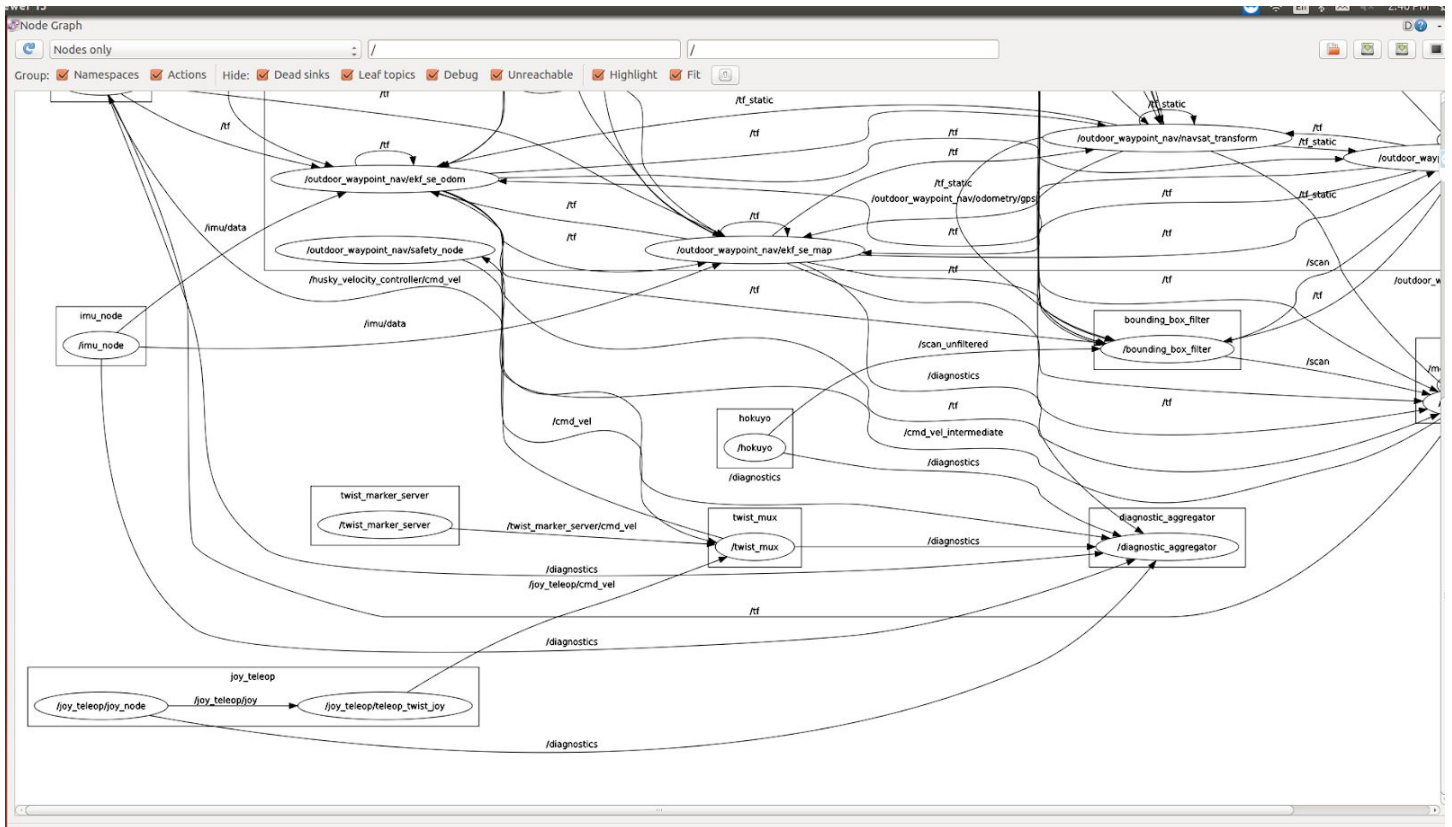 Node Graph
D
Nodes only
/
/
Group:
Namespaces
Actions
Hide:
Dead sinks
Leaf topics
Debug
Unreachable
Highlight
Fit
/tf
/tf_static
/tf_static
/tf
/tf
/tf
/tf
/tf
/outdoor_waypoint_nav/navsat_transform
/tf_static
/tf
/outdoor_wayp
/outdoor_waypoint_nav/ekf_se_odom
/tf_static
/tf
/tf_static
/outdoor_waypoint_nav/odometry/gps
/tf
/tf
/imu/data
/tf
/tf
/outdoor_waypoint_nav/safety_node
/outdoor_waypoint_nav/ekf_se_map
/scan
/tf
/husky_velocity_controller/cmd_vel
/outdoor_w
/tf
/tf
imu_node
/imu/data
bounding_box_filter
/imu_node
/scan_unfiltered
/bounding_box_filter
/scan
/diagnostics
/tf
/tf
hokuyo
/cmd_vel
/cmd_vel_intermediate
/hokuyo
/diagnostics
/diagnostics
twist_marker_server
twist_mux
diagnostic_aggregator
/twist_marker_server
/twist_marker_server/cmd_vel
/twist_mux
/diagnostics
/diagnostic_aggregator
/diagnostics
/joy_teleop/cmd_vel
/tf
/diagnostics
joy_teleop
/joy_teleop/joy_node
/joy_teleop/joy
/joy_teleop/teleop_twist_joy
/diagnostics